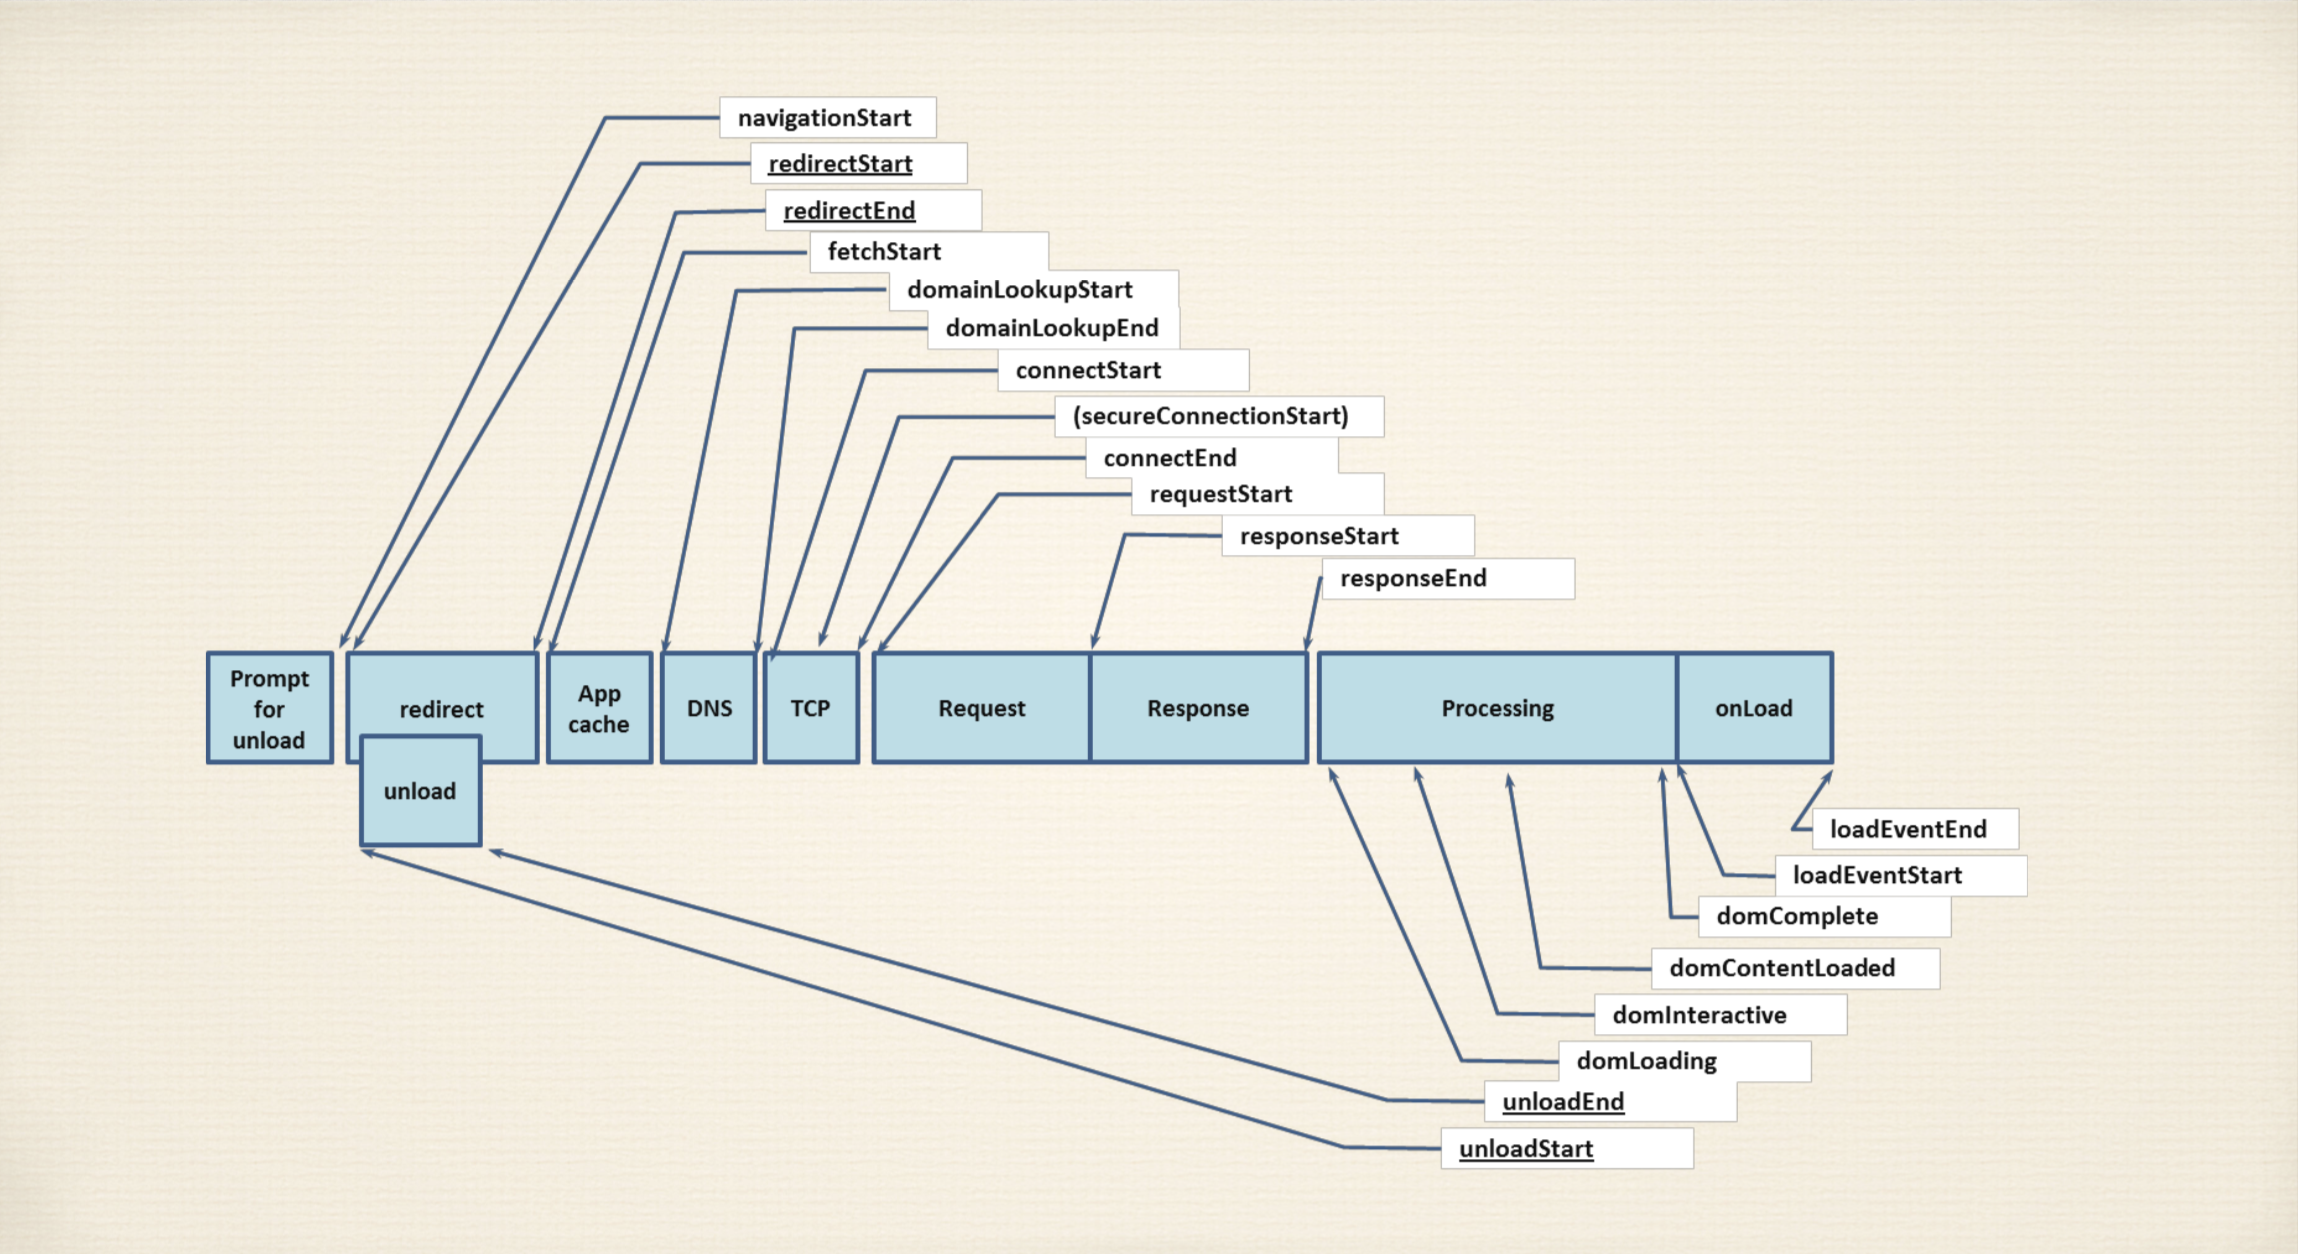 navigationStart
redirectStart
redirectEnd
fetchStart
domainLookupStart
domainLookupEnd
connectStart
(secureConnectionStart)
connectEnd
requestStart
responseStart
responseEnd
Prompt
for
unload
redirect
unload
App
cache
DNS
TCP
Request
Response
Processing
onLoad
loadEventEnd
loadEventStart
domComplete
domContentLoaded
domInteractive
domLoading
unloadEnd
unloadStart